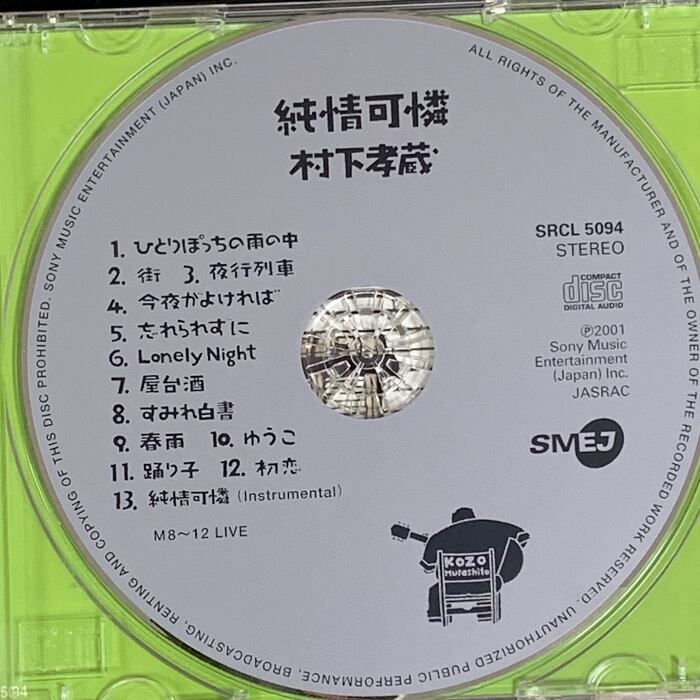 純情可憐
村下孝蔵
1. ひとりぽっちの雨の中
2. 街 3. 夜行列車
4. 今夜がよければ
5. 忘れられずに
6. Lonely Night
7. 屋台酒
8. すみれ白書
9. 春雨 10. ゆうこ
11. 踊り子 12. 初恋
13. 純情可憐 (Instrumental)
M8～12 LIVE
SRCL 5094
STEREO
COMPACT
disc
DIGITAL AUDIO
Ⓟ2001
Sony Music
Entertainment
(Japan) Inc.
JASRAC
SMEJ
KOZO
Murashita
ALL RIGHTS OF THE MANUFACTURER AND OF THE OWNER OF THE RECORDED WORK RESERVED. UNAUTHORIZED PUBLIC PERFORMANCE, BROADCASTING, RENTING AND COPYING OF THIS DISC PROHIBITED. SONY MUSIC ENTERTAINMENT (JAPAN) INC.